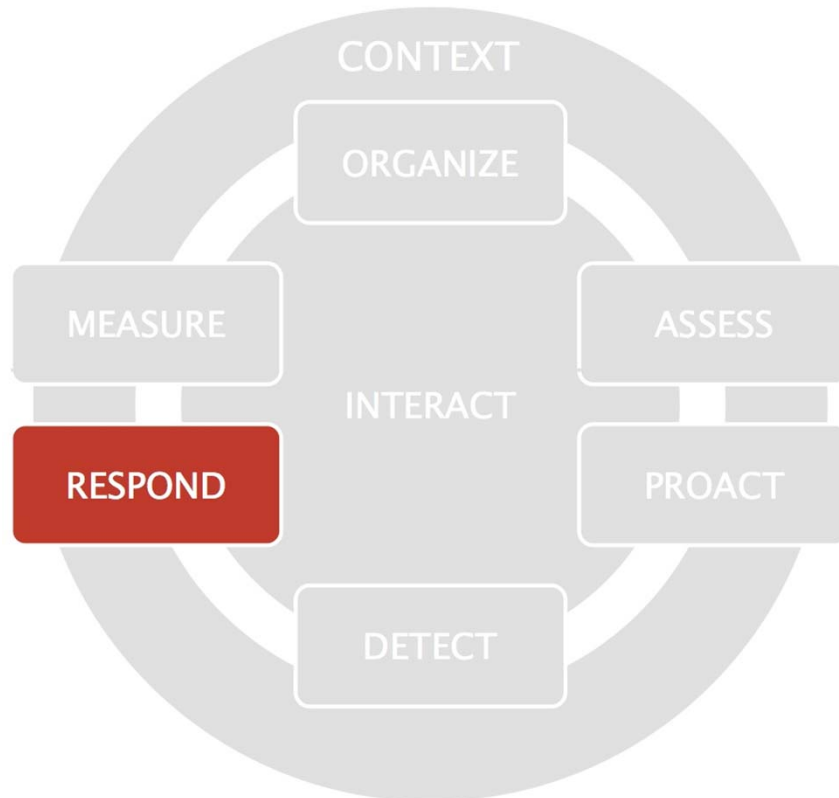 CONTEXT
ORGANIZE
MEASURE
ASSESS
INTERACT
RESPOND
PROACT
DETECT